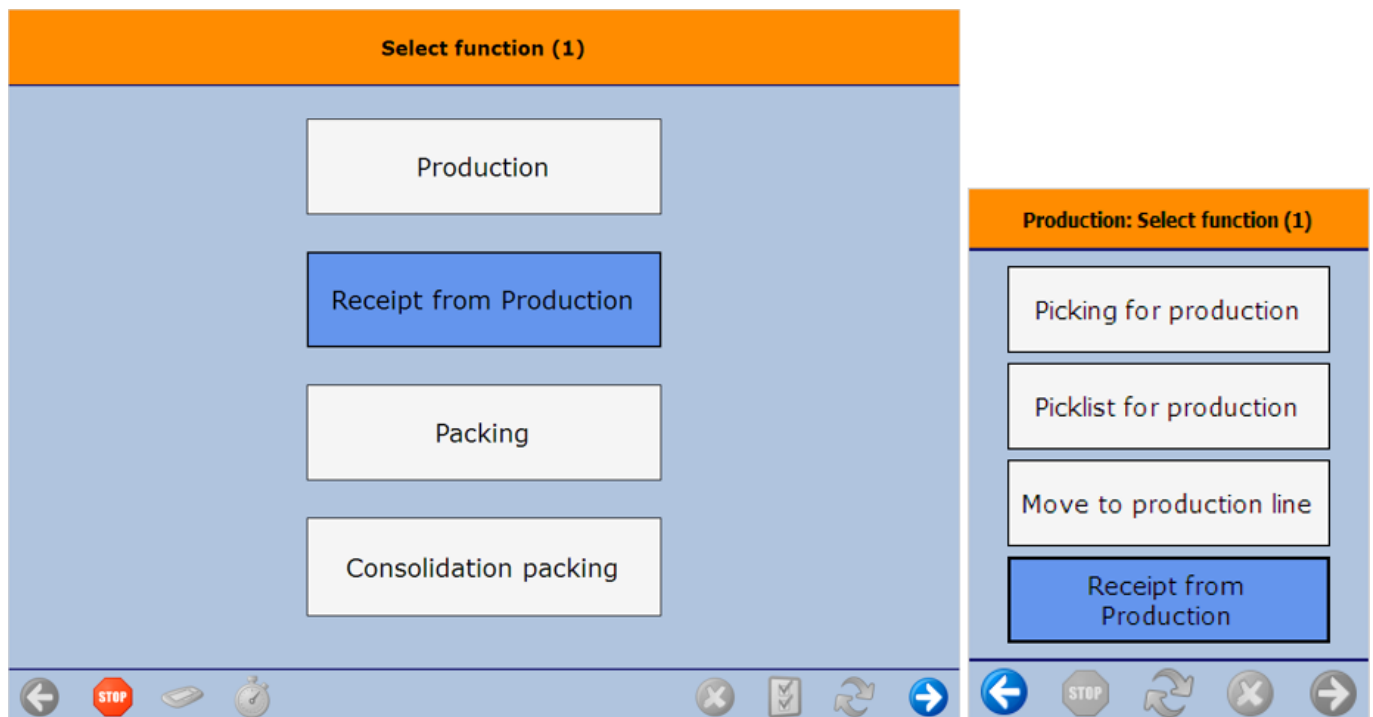 Select function (1)
Production
Receipt from Production
Packing
Consolidation packing
STOP
Production: Select function (1)
Picking for production
Picklist for production
Move to production line
Receipt from
Production
STOP